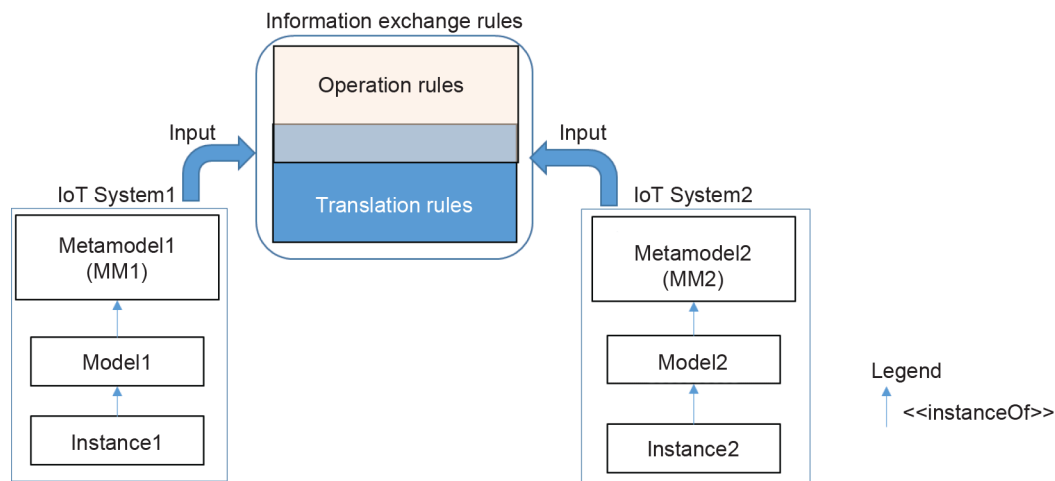 Information exchange rules
Operation rules
Input
Input
Translation rules
IoT System1
IoT System2
Metamodel1
(MM1)
Metamodel2
(MM2)
Model1
Model2
Instance1
Instance2
Legend
<<instanceOf>>